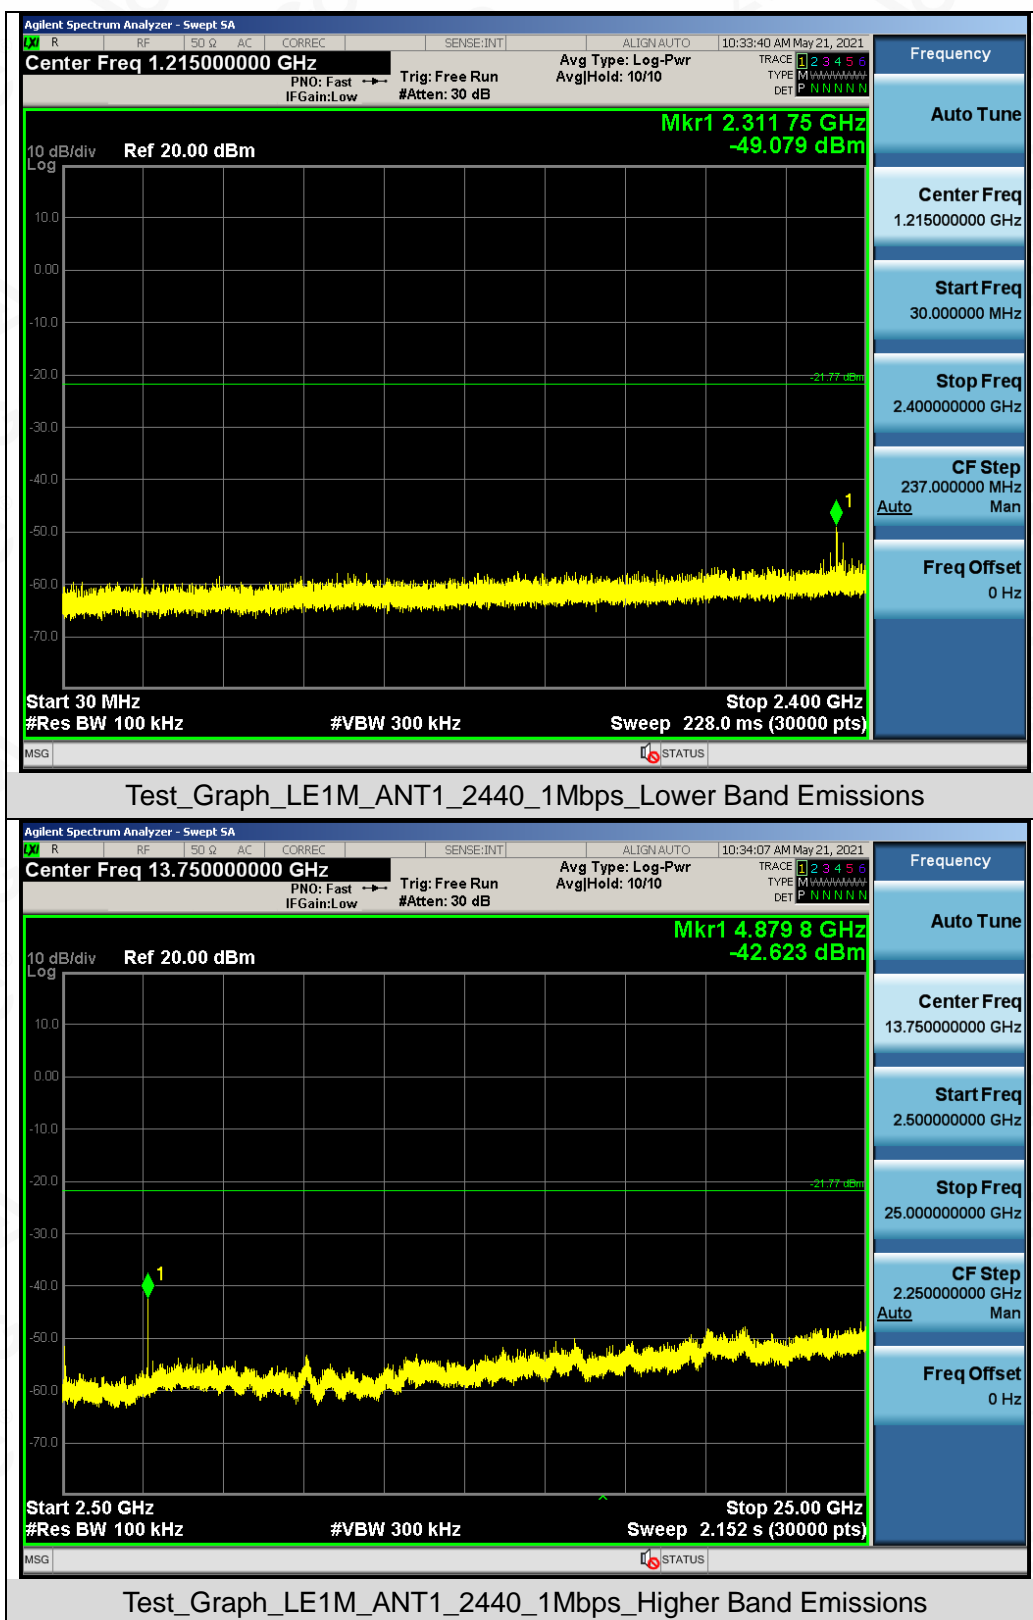 Agilent Spectrum Analyzer - Swept SA
LXI R RF 50 Ω AC CORREC SENSE:INT ALIGNAUTO 10:33:40 AM May 21, 2021
Center Freq 1.215000000 GHz
PNO: Fast
IFGain:Low
Trig: Free Run
#Atten: 30 dB
Avg Type: Log-Pwr
Avg|Hold: 10/10
TRACE 1 2 3 4 5 6
TYPE M
DET P N N N N N
Mkr1 2.311 75 GHz
-49.079 dBm
10 dB/div Ref 20.00 dBm
Log
10.0
0.00
-10.0
-20.0
-21.77 dBm
-30.0
-40.0
1
-50.0
-60.0
-70.0
Start 30 MHz Stop 2.400 GHz
#Res BW 100 kHz #VBW 300 kHz Sweep 228.0 ms (30000 pts)
MSG STATUS
Frequency
Auto Tune
Center Freq
1.215000000 GHz
Start Freq
30.000000 MHz
Stop Freq
2.400000000 GHz
CF Step
237.000000 MHz
Auto Man
Freq Offset
0 Hz
Test_Graph_LE1M_ANT1_2440_1Mbps_Lower Band Emissions
Agilent Spectrum Analyzer - Swept SA
LXI R RF 50 Ω AC CORREC SENSE:INT ALIGNAUTO 10:34:07 AM May 21, 2021
Center Freq 13.750000000 GHz
PNO: Fast
IFGain:Low
Trig: Free Run
#Atten: 30 dB
Avg Type: Log-Pwr
Avg|Hold: 10/10
TRACE 1 2 3 4 5 6
TYPE M
DET P N N N N N
Mkr1 4.879 8 GHz
-42.623 dBm
10 dB/div Ref 20.00 dBm
Log
10.0
0.00
-10.0
-20.0
-21.77 dBm
-30.0
1
-40.0
-50.0
-60.0
-70.0
Start 2.50 GHz Stop 25.00 GHz
#Res BW 100 kHz #VBW 300 kHz Sweep 2.152 s (30000 pts)
MSG STATUS
Frequency
Auto Tune
Center Freq
13.750000000 GHz
Start Freq
2.500000000 GHz
Stop Freq
25.000000000 GHz
CF Step
2.250000000 GHz
Auto Man
Freq Offset
0 Hz
Test_Graph_LE1M_ANT1_2440_1Mbps_Higher Band Emissions